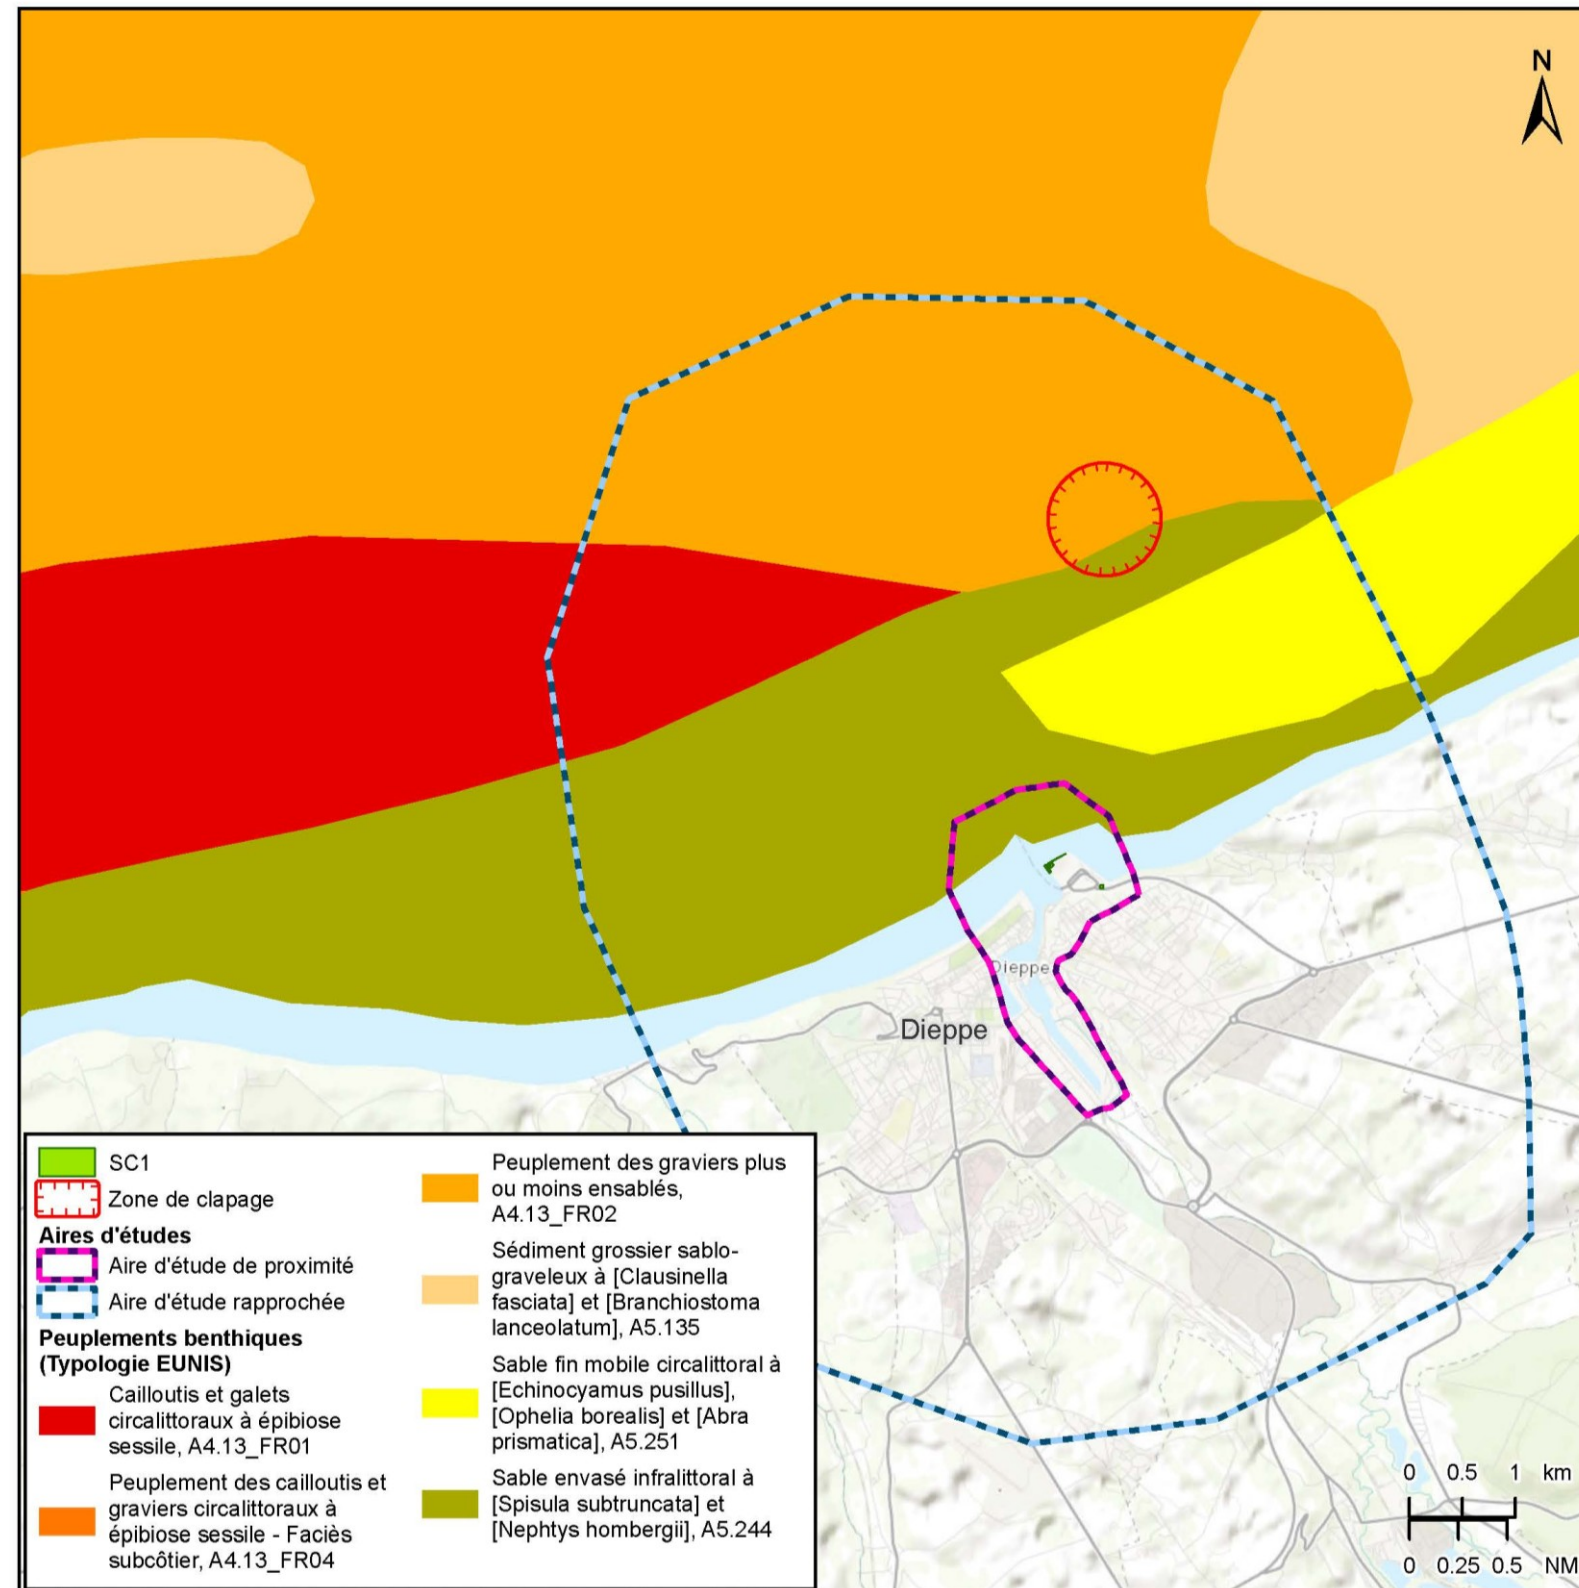 N
Dieppe
Dieppe
SC1
Zone de clapage
Aires d'études
Aire d'étude de proximité
Aire d'étude rapprochée
Peuplements benthiques
(Typologie EUNIS)
Cailloutis et galets
circalittoraux à épibiose
sessile, A4.13_FR01
Peuplement des cailloutis et
graviers circalittoraux à
épibiose sessile - Faciès
subcôtier, A4.13_FR04
Peuplement des graviers plus
ou moins ensablés,
A4.13_FR02
Sédiment grossier sablo-
graveleux à [Clausinella
fasciata] et [Branchiostoma
lanceolatum], A5.135
Sable fin mobile circalittoral à
[Echinocyamus pusillus],
[Ophelia borealis] et [Abra
prismatica], A5.251
Sable envasé infralittoral à
[Spisula subtruncata] et
[Nephtys hombergii], A5.244
0 0.5 1 km
0 0.25 0.5 NM